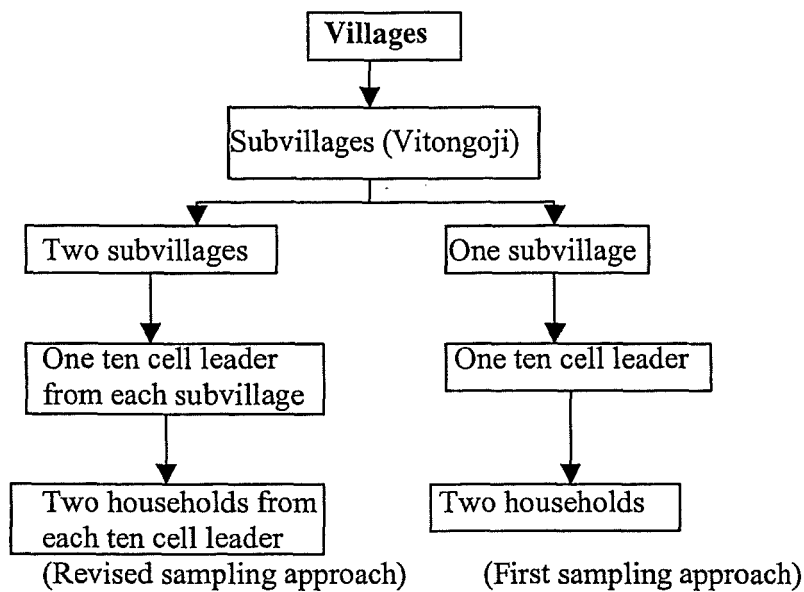 Villages
Subvillages (Vitongoji)
Two subvillages
One subvillage
One ten cell leader
from each subvillage
One ten cell leader
Two households from
each ten cell leader
Two households
(Revised sampling approach)
(First sampling approach)